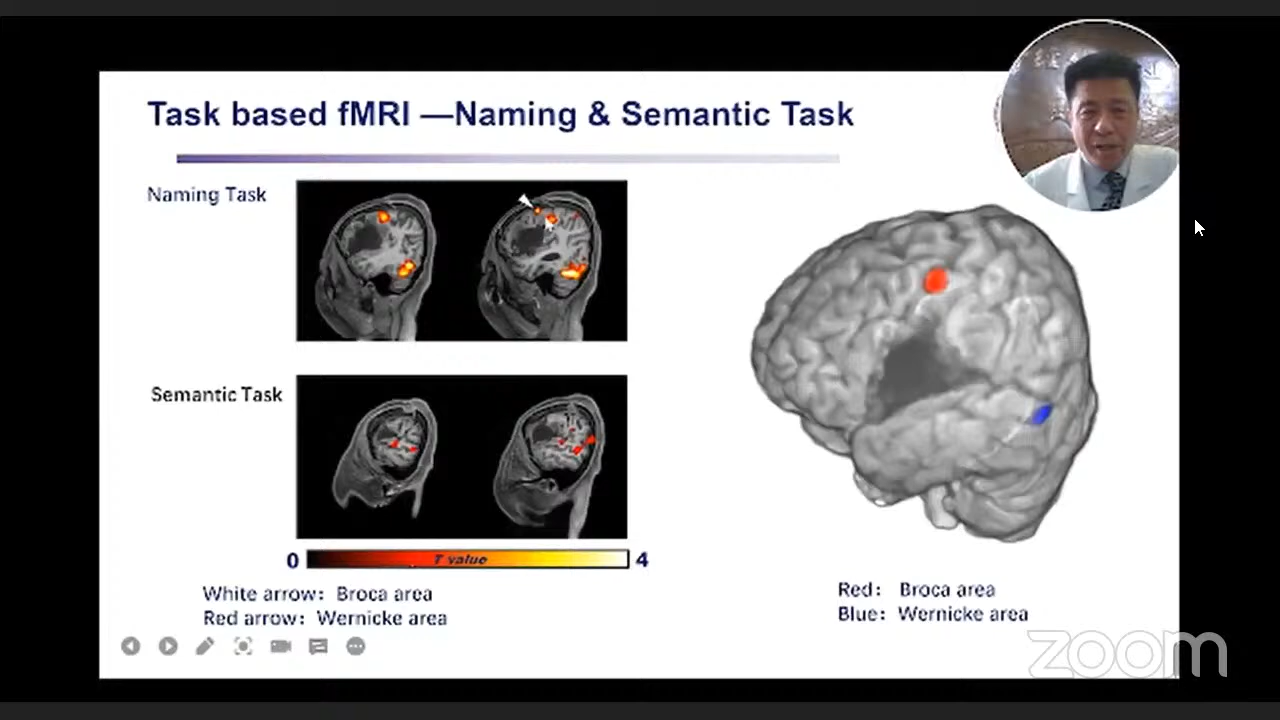 Task based fMRI —Naming & Semantic Task
Naming Task
Semantic Task
0 T value 4
White arrow: Broca area
Red arrow: Wernicke area
Red: Broca area
Blue: Wernicke area
zoom